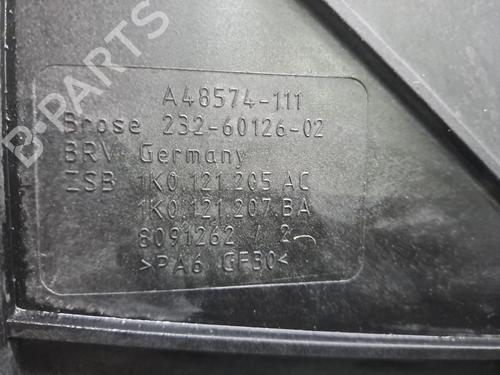 B-PARTS
A48574-111
Brose 232-60126-02
BRV Germany
ZSB 1K0.121.205 AC
1K0.121.207.BA
8091262 / 2
>PA6 GF30<